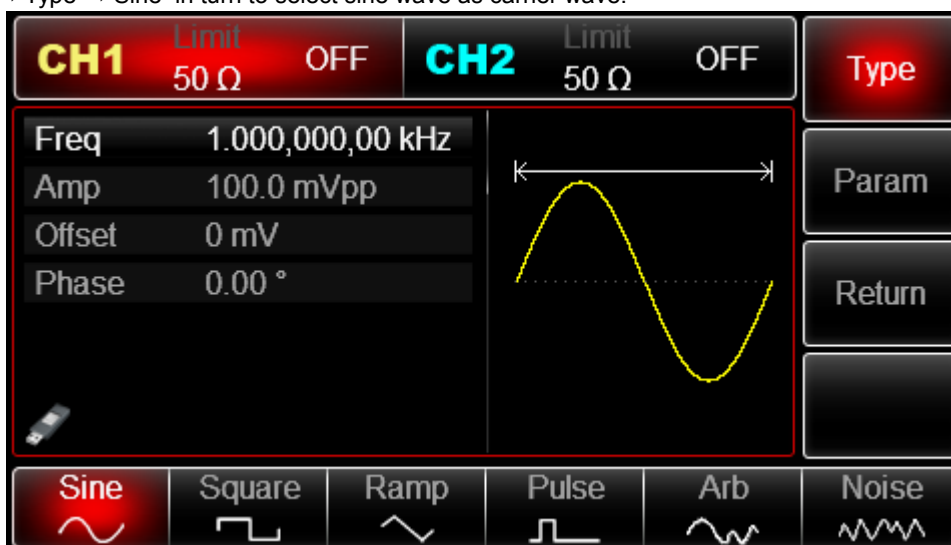 →Type → Sine in turn to select sine wave as carrier wave.
CH1 Limit 50 Ω OFF CH2 Limit 50 Ω OFF Type
Freq 1.000,000,00 kHz
Amp 100.0 mVpp Param
Offset 0 mV
Phase 0.00 ° Return
Sine Square Ramp Pulse Arb Noise